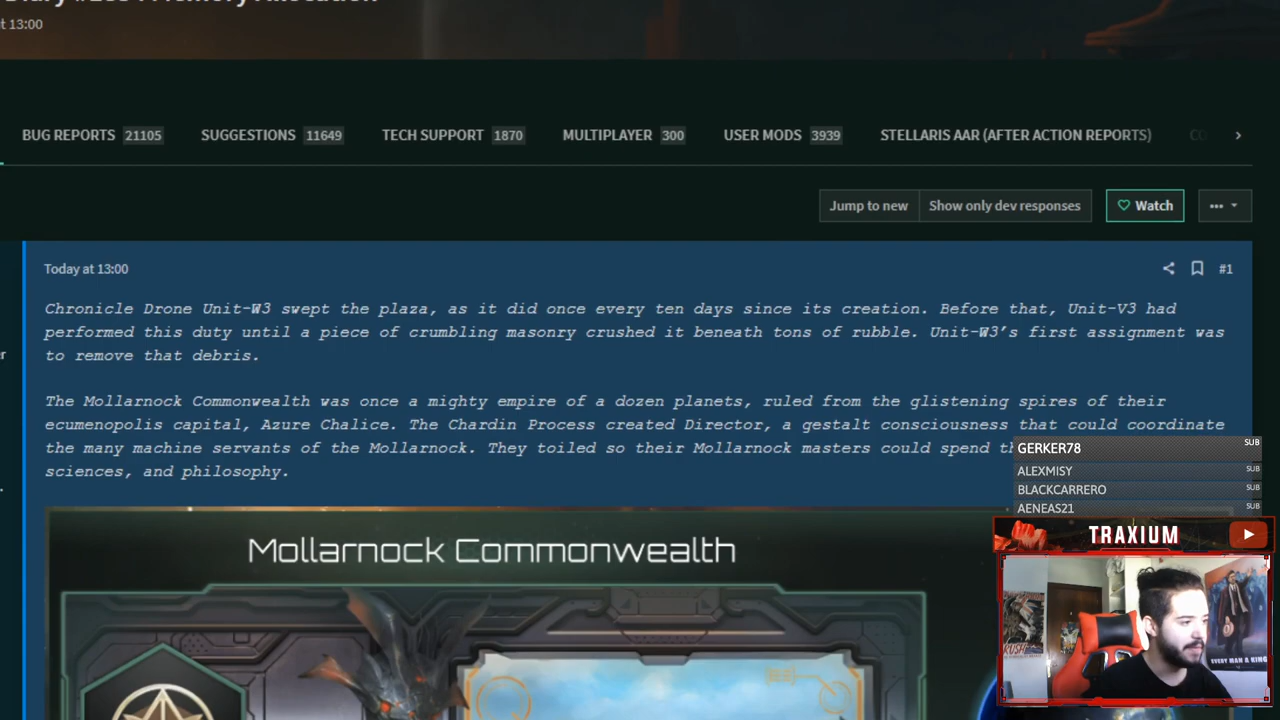 t 13:00
BUG REPORTS 21105 SUGGESTIONS 11649 TECH SUPPORT 1870 MULTIPLAYER 300 USER MODS 3939 STELLARIS AAR (AFTER ACTION REPORTS)
Jump to new Show only dev responses Watch
Today at 13:00 #1
Chronicle Drone Unit-W3 swept the plaza, as it did once every ten days since its creation. Before that, Unit-V3 had
performed this duty until a piece of crumbling masonry crushed it beneath tons of rubble. Unit-W3's first assignment was
to remove that debris.
The Mollarnock Commonwealth was once a mighty empire of a dozen planets, ruled from the glistening spires of their
ecumenopolis capital, Azure Chalice. The Chardin Process created Director, a gestalt consciousness that could coordinate
the many machine servants of the Mollarnock. They toiled so their Mollarnock masters could spend
sciences, and philosophy.
GERKER78 SUB
ALEXMISY SUB
BLACKCARRERO SUB
AENEAS21 SUB
TRAXIUM
Mollarnock Commonwealth
EVERY MAN A KING